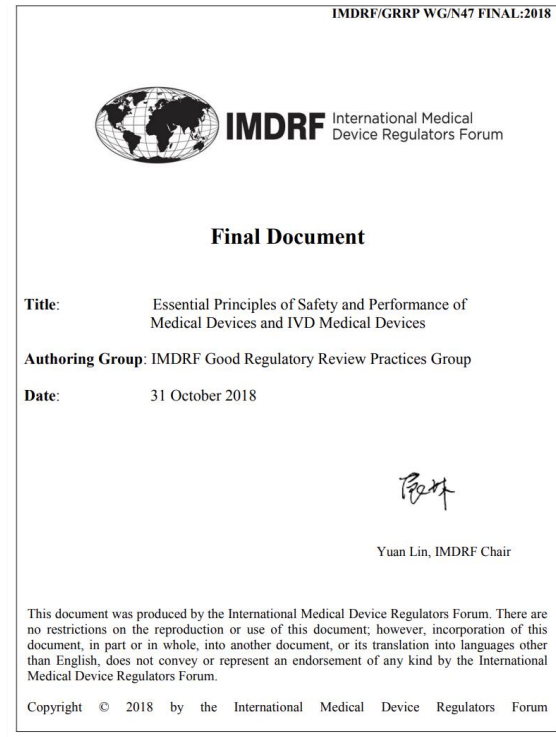 IMDRF/GRRP WG/N47 FINAL:2018
IMDRF International Medical
Device Regulators Forum
Final Document
Title: Essential Principles of Safety and Performance of
Medical Devices and IVD Medical Devices
Authoring Group: IMDRF Good Regulatory Review Practices Group
Date: 31 October 2018
Yuan Lin, IMDRF Chair
This document was produced by the International Medical Device Regulators Forum. There are
no restrictions on the reproduction or use of this document; however, incorporation of this
document, in part or in whole, into another document, or its translation into languages other
than English, does not convey or represent an endorsement of any kind by the International
Medical Device Regulators Forum.
Copyright © 2018 by the International Medical Device Regulators Forum